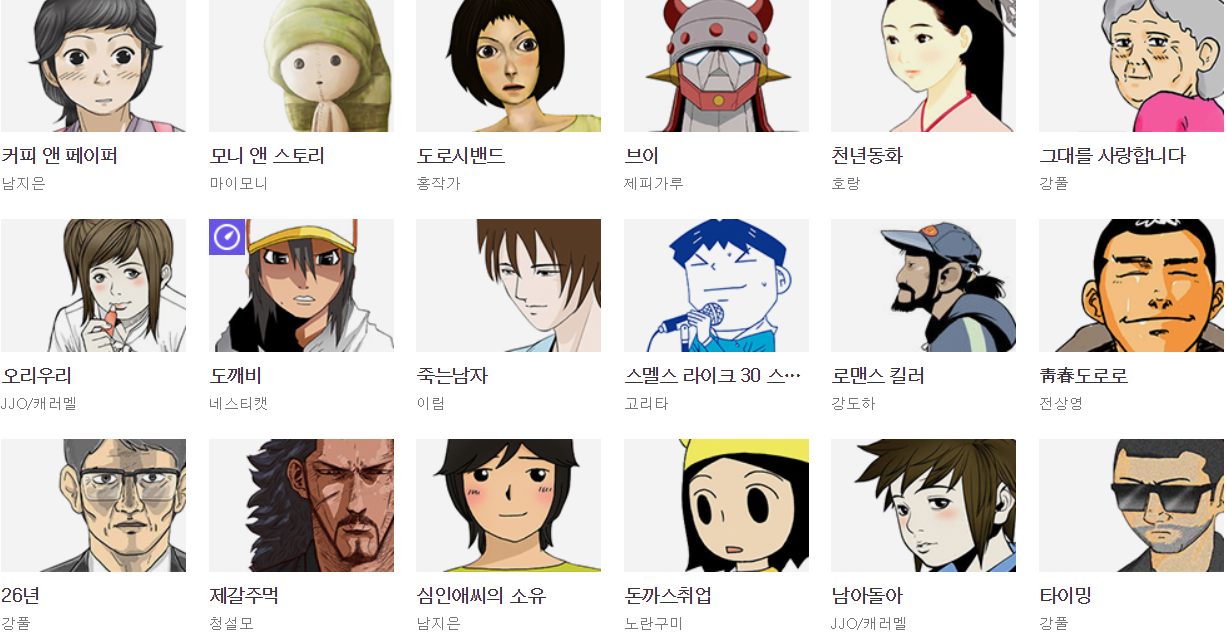 커피 앤 페이퍼
남지은
모니 앤 스토리
마이모니
도로시밴드
홍작가
브이
제피가루
천년동화
호랑
그대를 사랑합니다
강풀
오리우리
JJO/캐러멜
도깨비
네스티캣
죽는남자
이림
스멜스 라이크 30 스…
고리타
로맨스 킬러
강도하
靑春도로로
전상영
26년
강풀
제갈주먹
청설모
심인애씨의 소유
남지은
돈까스취업
노란구미
남아돌아
JJO/캐러멜
타이밍
강풀